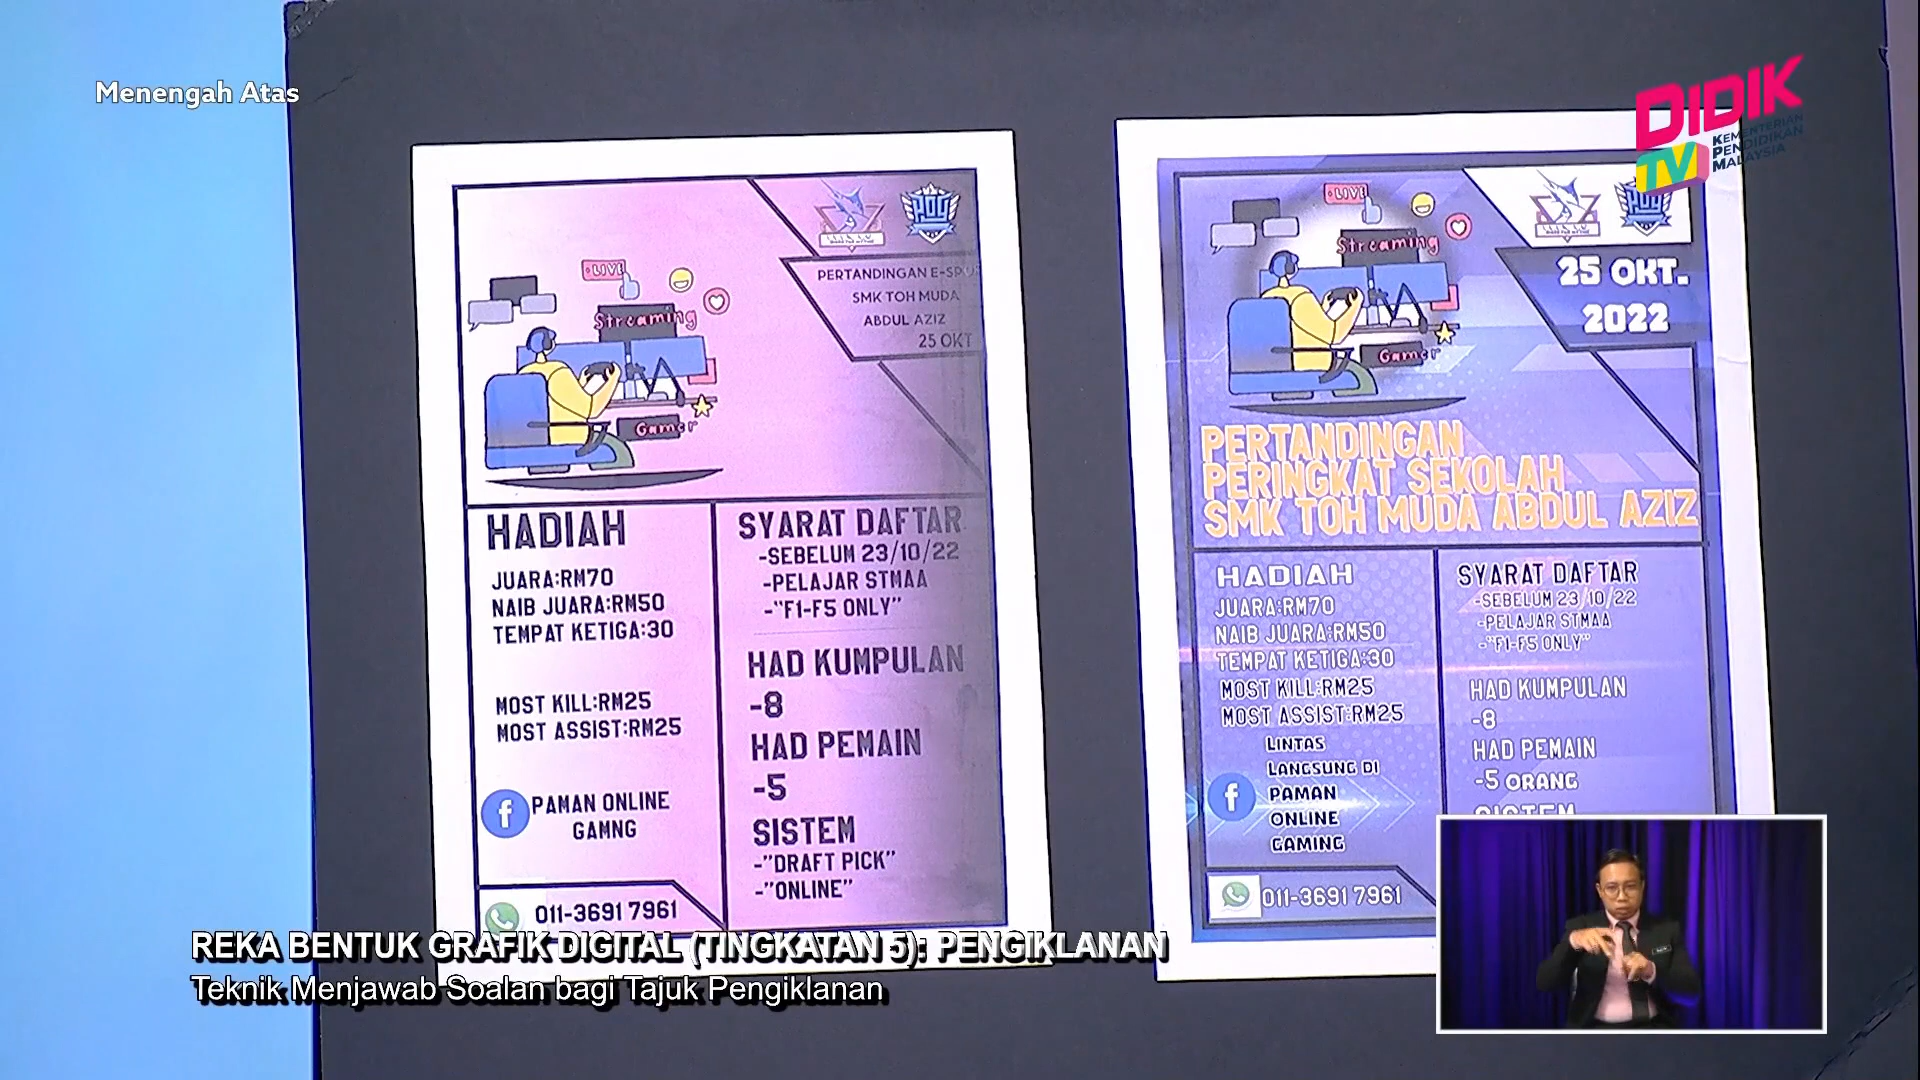 Menengah Atas
DIDIK
TV
KEMENTERIAN
PENDIDIKAN
MALAYSIA
PERTANDINGAN
SMK TOH MUDA
ABDUL AZIZ
25 OKT
LIVE
Streaming
Gamer
HADIAH
JUARA:RM70
NAIB JUARA:RM50
TEMPAT KETIGA:30
MOST KILL:RM25
MOST ASSIST:RM25
PAMAN ONLINE
GAMNG
011-3691 7961
SYARAT DAFTAR
-SEBELUM 23/10/22
-PELAJAR STMAA
-"F1-F5 ONLY"
HAD KUMPULAN
-8
HAD PEMAIN
-5
SISTEM
-"DRAFT PICK"
-"ONLINE"
LIVE
Streaming
Gamer
25 OKT.
2022
PERTANDINGAN
PERINGKAT SEKOLAH
SMK TOH MUDA ABDUL AZIZ
HADIAH
JUARA:RM70
NAIB JUARA:RM50
TEMPAT KETIGA:30
MOST KILL:RM25
MOST ASSIST:RM25
LINTAS
LANGSUNG DI
PAMAN
ONLINE
GAMING
011-3691 7961
SYARAT DAFTAR
-SEBELUM 23/10/22
-PELAJAR STMAA
-"F1-F5 ONLY"
HAD KUMPULAN
-8
HAD PEMAIN
-5 ORANG
SISTEM
REKA BENTUK GRAFIK DIGITAL (TINGKATAN 5): PENGIKLANAN
Teknik Menjawab Soalan bagi Tajuk Pengiklanan